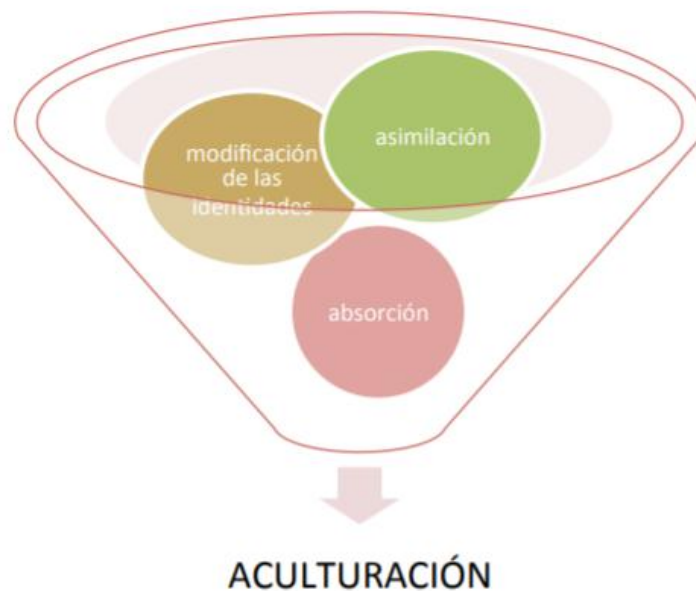 asimilación
modificación
de las
identidades
absorción
ACULTURACIÓN